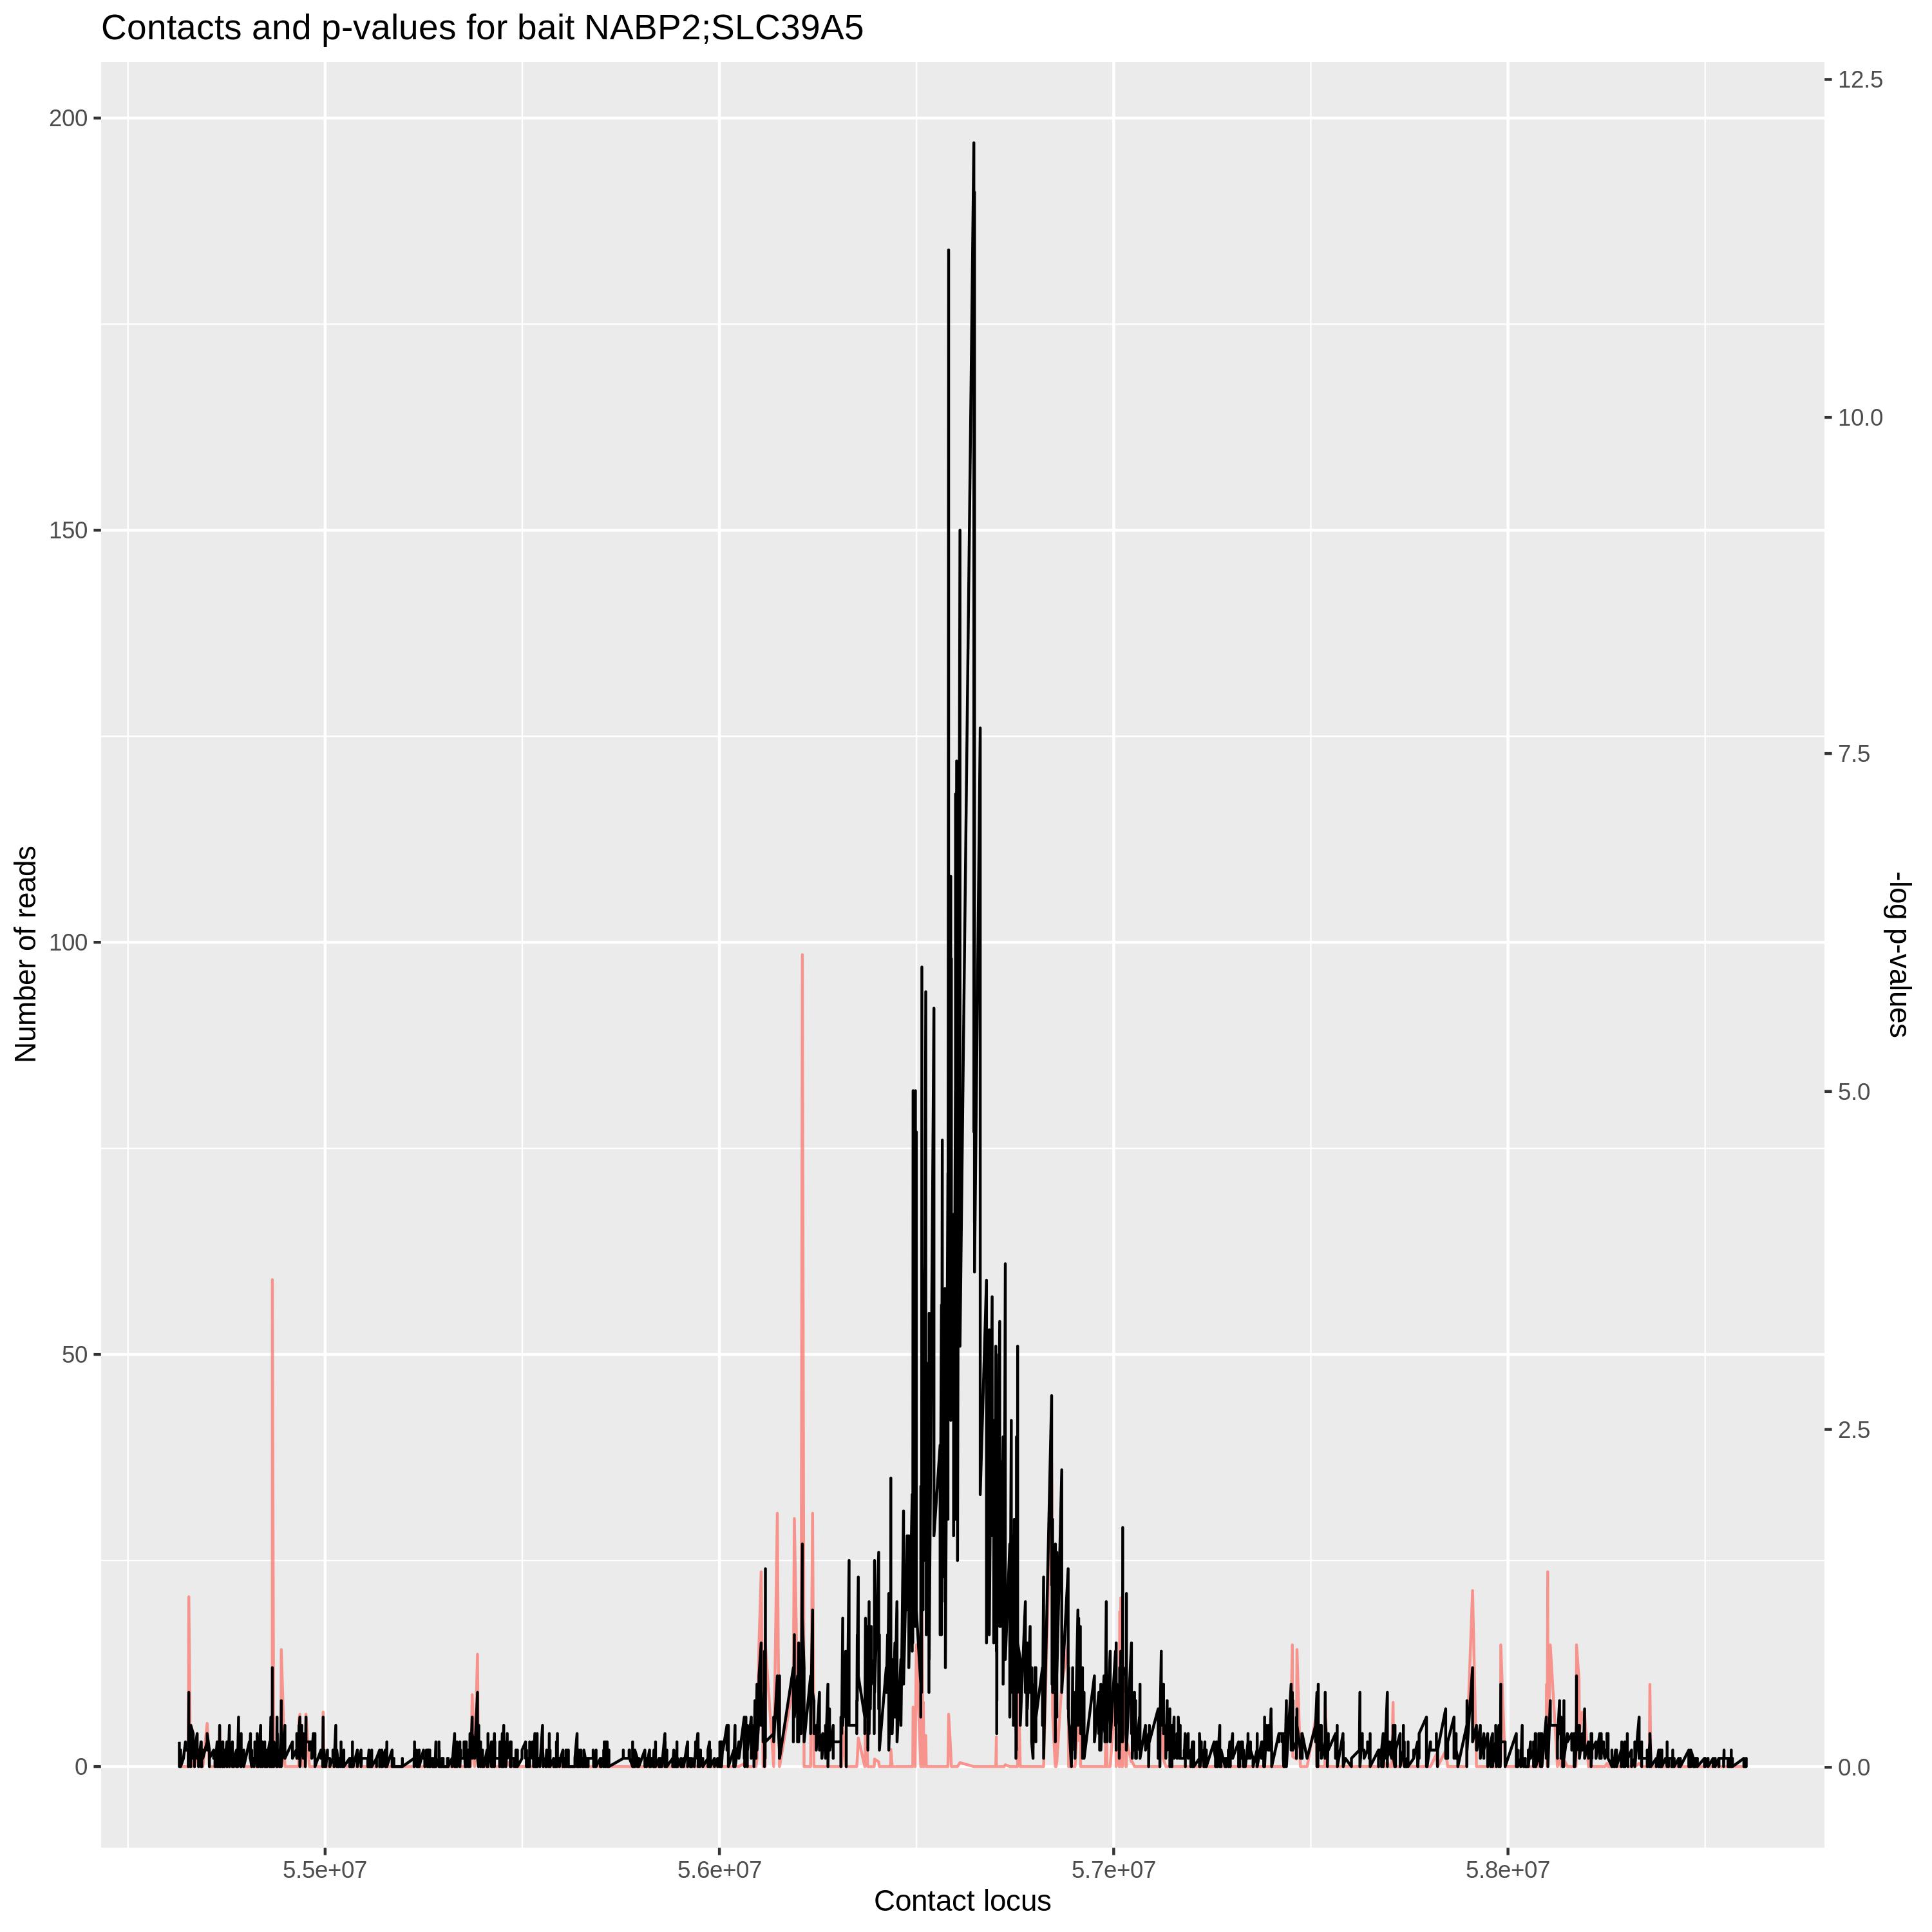 Contacts and p-values for bait NABP2;SLC39A5
200
150
100
50
0
Number of reads
12.5
10.0
7.5
5.0
2.5
0.0
-log p-values
5.5e+07
5.6e+07
5.7e+07
5.8e+07
Contact locus